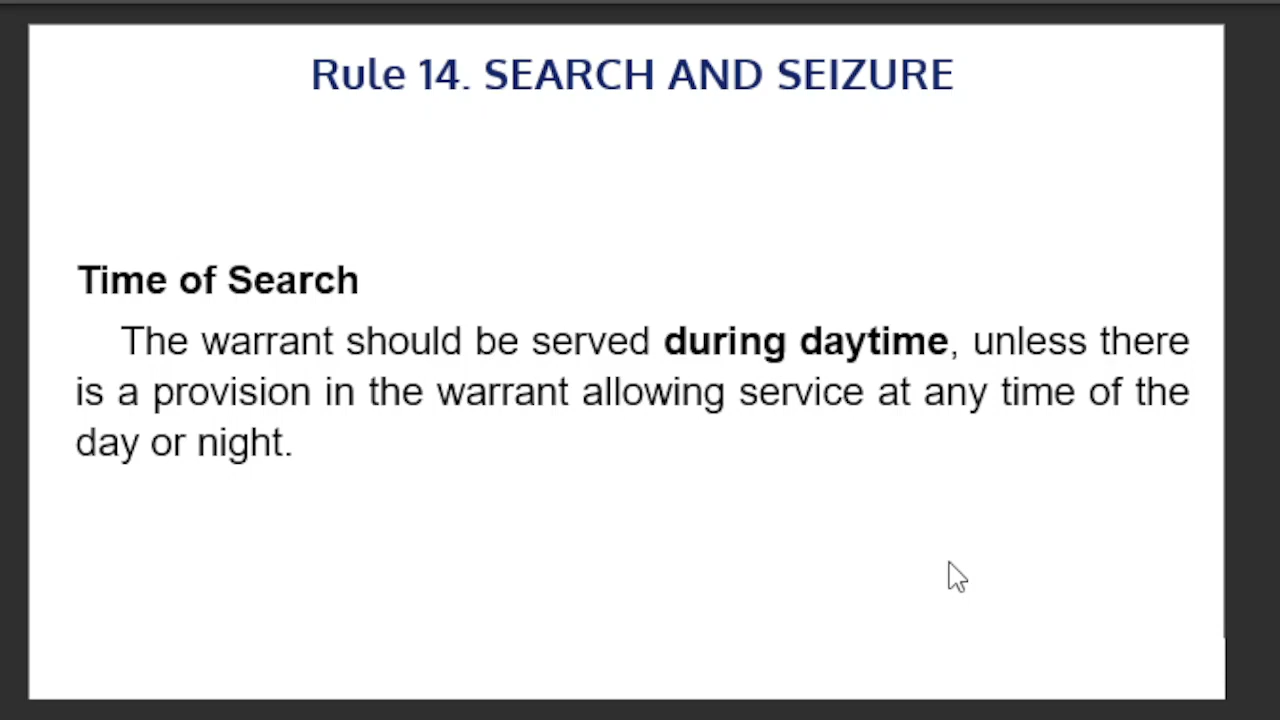 Rule 14. SEARCH AND SEIZURE
Time of Search
The warrant should be served during daytime, unless there
is a provision in the warrant allowing service at any time of the
day or night.